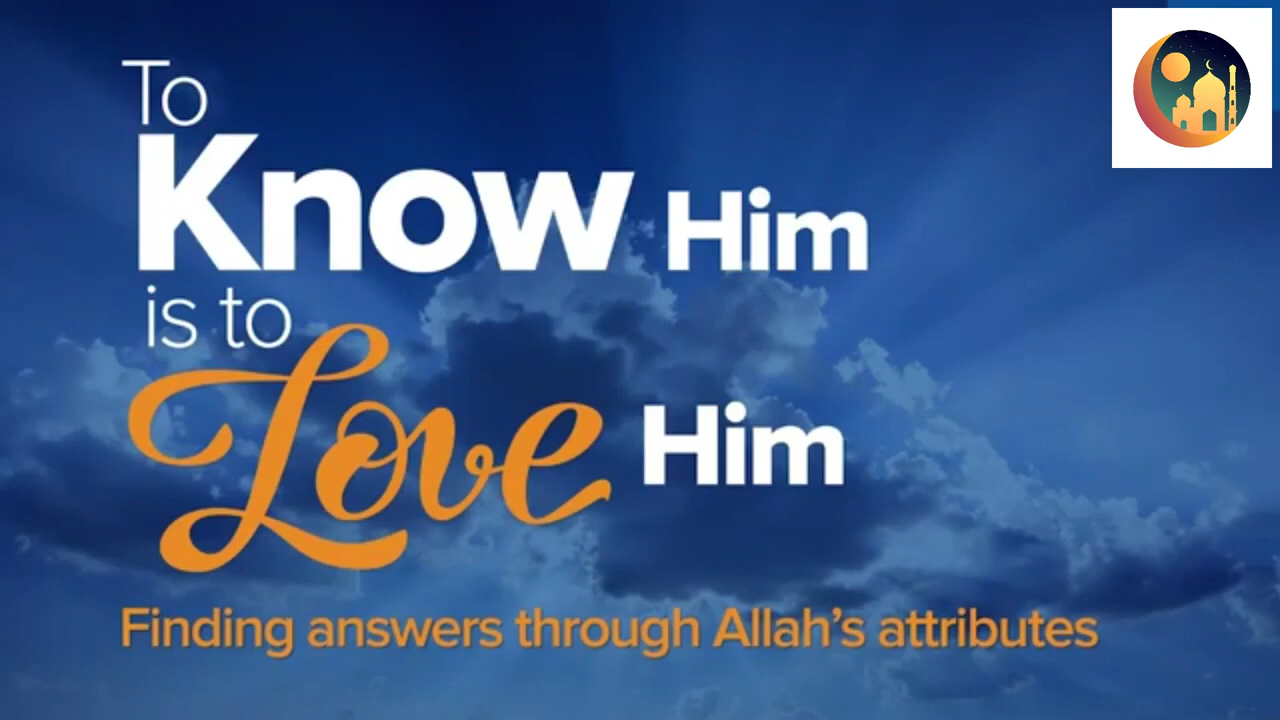 To
Know Him
is to
Love Him
Finding answers through Allah's attributes